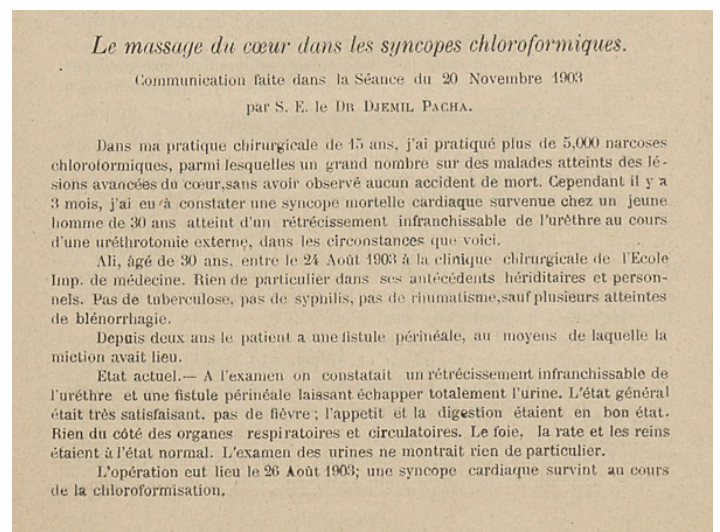 Le massage du cœur dans les syncopes chloroformiques.
Communication faite dans la Séance du 20 Novembre 1903
par S. E. le Dr Djemil Pacha.
Dans ma pratique chirurgicale de 15 ans, j'ai pratiqué plus de 5,000 narcoses
chloroformiques, parmi lesquelles un grand nombre sur des malades atteints des lé-
sions avancées du cœur, sans avoir observé aucun accident de mort. Cependant il y a
3 mois, j'ai eu à constater une syncope mortelle cardiaque survenue chez un jeune
homme de 30 ans atteint d'un rétrécissement infranchissable de l'urêthre au cours
d'une uréthrotomie externe, dans les circonstances que voici.
Ali, âgé de 30 ans, entre le 24 Août 1903 à la clinique chirurgicale de l'Ecole
Imp. de médecine. Rien de particulier dans ses antécédents hériditaires et person-
nels. Pas de tuberculose, pas de syphilis, pas de rhumatisme, sauf plusieurs atteintes
de blénorrhagie.
Depuis deux ans le patient a une fistule périnéale, au moyens de laquelle la
miction avait lieu.
Etat actuel.— A l'examen on constatait un rétrécissement infranchissable de
l'uréthre et une fistule périnéale laissant échapper totalement l'urine. L'état général
était très satisfaisant. pas de fièvre ; l'appetit et la digestion étaient en bon état.
Rien du côté des organes respiratoires et circulatoires. Le foie, la rate et les reins
étaient à l'état normal. L'examen des urines ne montrait rien de particulier.
L'opération eut lieu le 26 Août 1903; une syncope cardiaque survint au cours
de la chloroformisation.